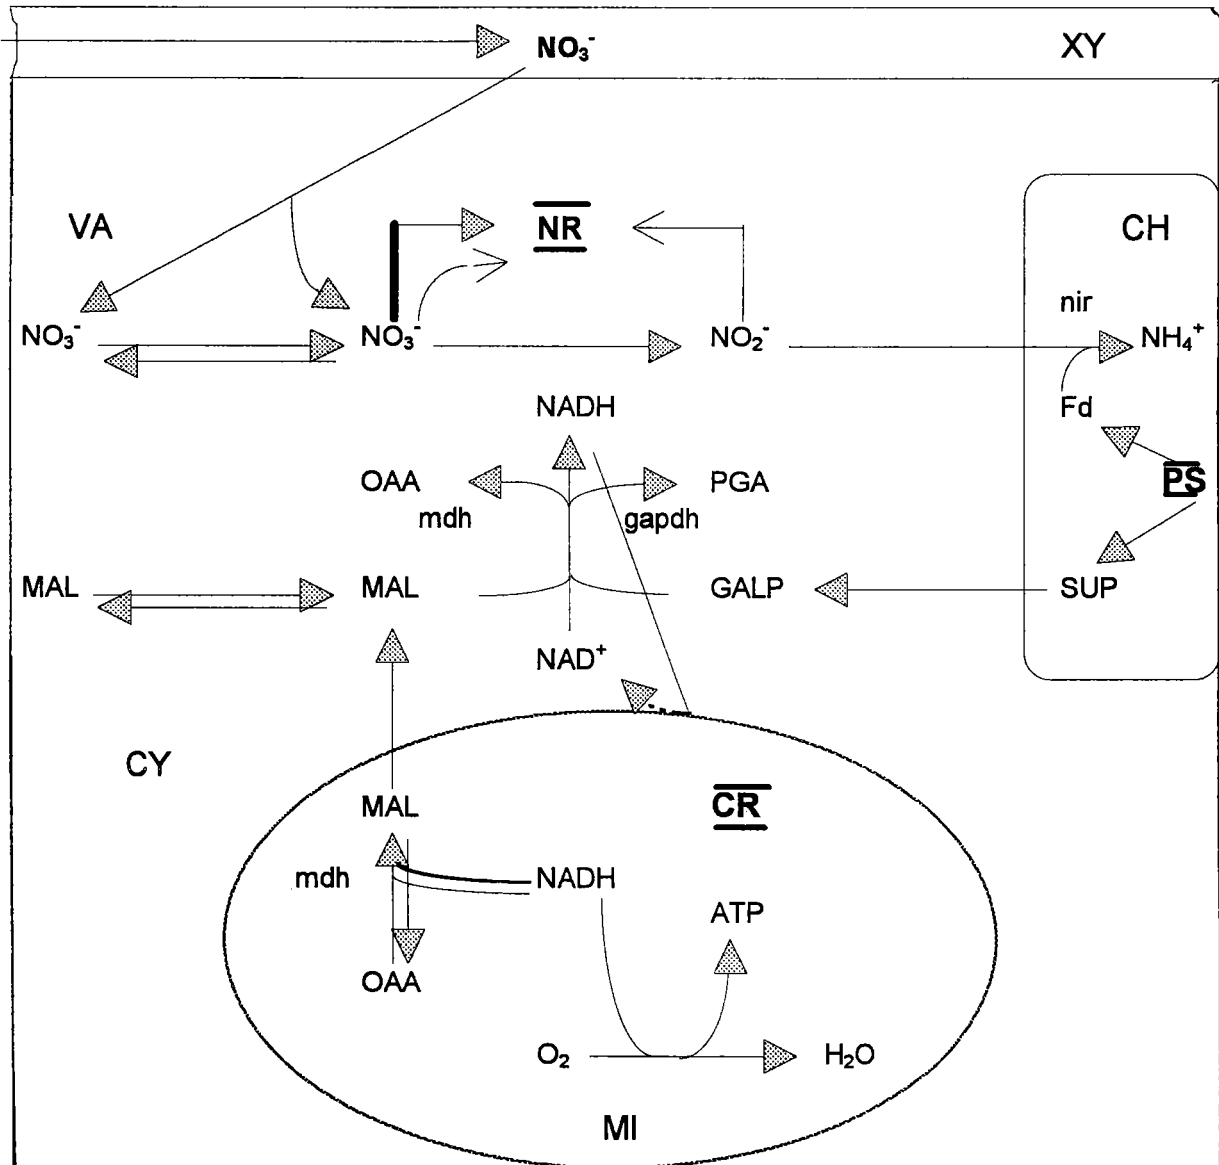 NO₃⁻ XY
VA NR CH
nir
NO₃⁻ NO₃⁻ NO₂⁻ NH₄⁺
NADH Fd
OAA PGA PS
mdh gapdh
MAL MAL GALP SUP
NAD⁺
CY
MAL CR
mdh NADH
ATP
OAA
O₂ H₂O
MI